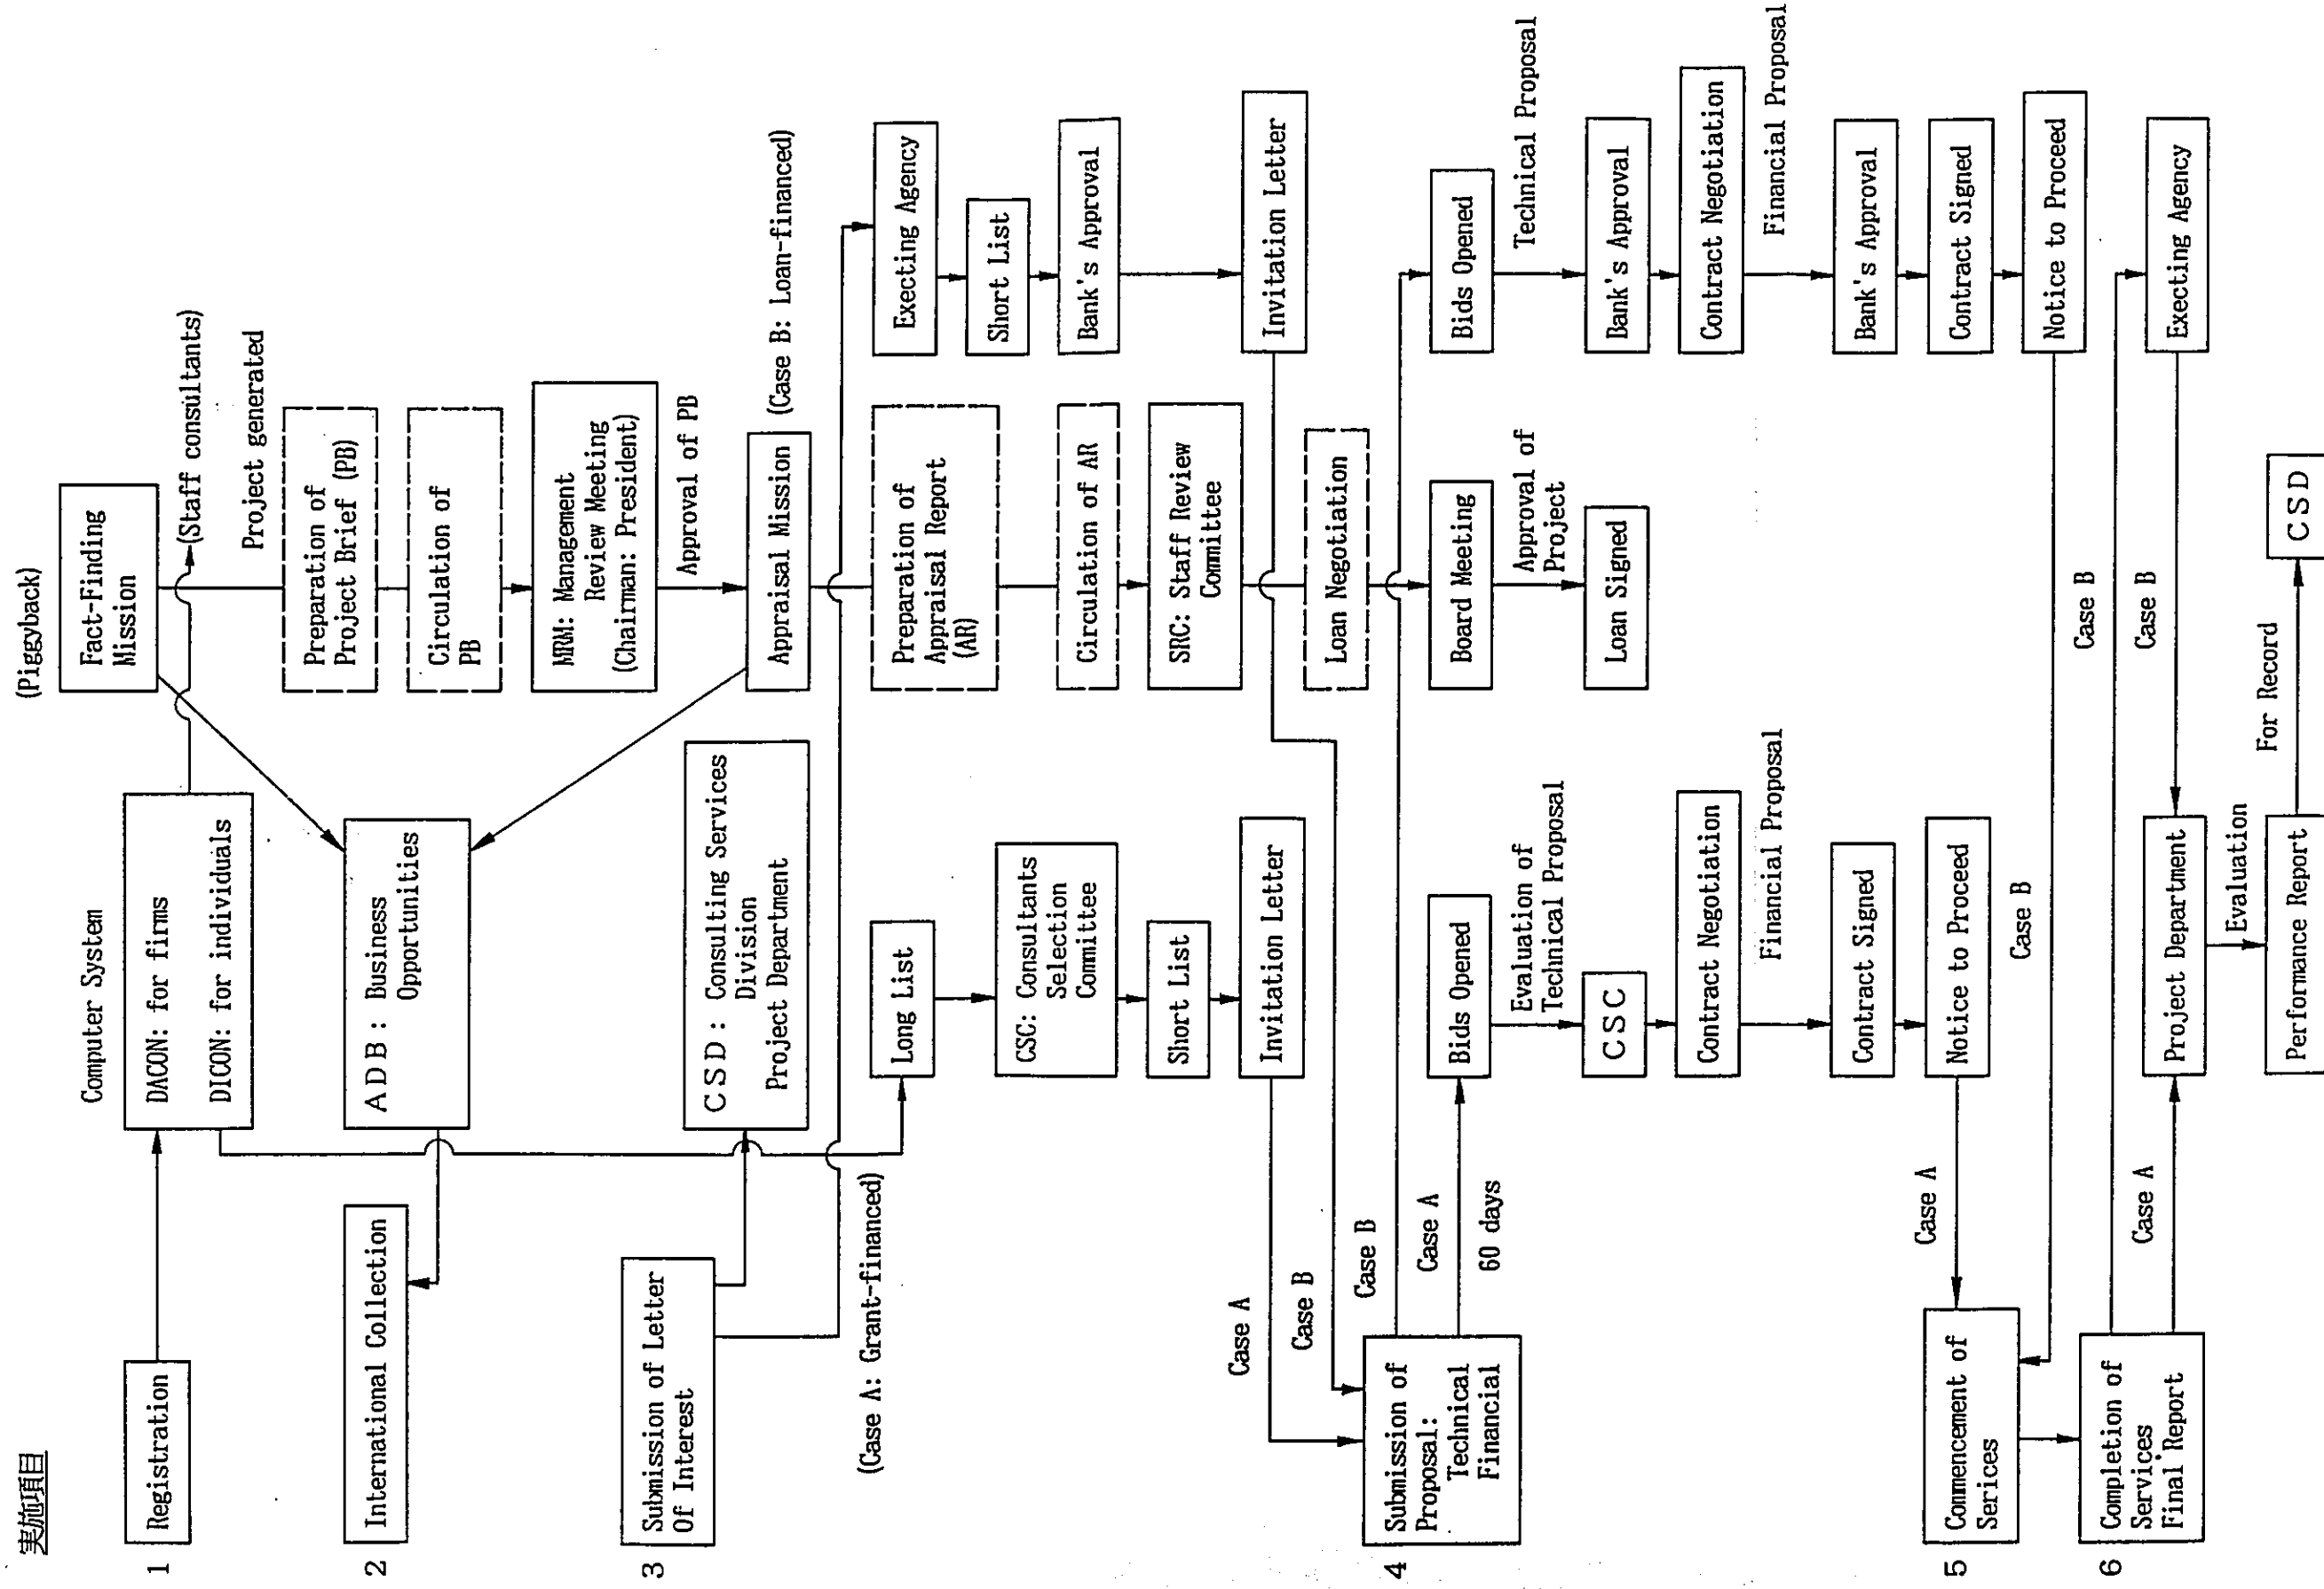 実施項目
1
Registration
Computer System
DACON: for firms
DICON: for individuals
(Piggyback)
Fact-Finding
Mission
(Staff consultants)
Project generated
2
International Collection
ADB: Business
Opportunities
Preparation of
Project Brief (PB)
Circulation of
PB
MRM: Management
Review Meeting
(Chairman: President)
Approval of PB
3
Submission of Letter
Of Interest
CSD: Consulting Services
Division
Project Department
Appraisal Mission
(Case B: Loan-financed)
(Case A: Grant-financed)
Long List
CSC: Consultants
Selection
Committee
Short List
Invitation Letter
Preparation of
Appraisal Report
(AR)
Circulation of AR
SRC: Staff Review
Committee
Loan Negotiation
Execting Agency
Short List
Bank's Approval
Invitation Letter
Case A
Case B
4
Submission of
Proposal:
Technical
Financial
Case B
Case A
60 days
Bids Opened
Evaluation of
Technical Proposal
CSC
Contract Negotiation
Financial Proposal
Contract Signed
Notice to Proceed
Board Meeting
Approval of
Project
Loan Signed
Bids Opened
Technical Proposal
Bank's Approval
Contract Negotiation
Financial Proposal
Bank's Approval
Contract Signed
Notice to Proceed
5
Commencement of
Serices
Case A
Case B
6
Completion of
Services
Final Report
Case A
Case B
Case B
Execting Agency
Project Department
Evaluation
Performance Report
For Record
CSD